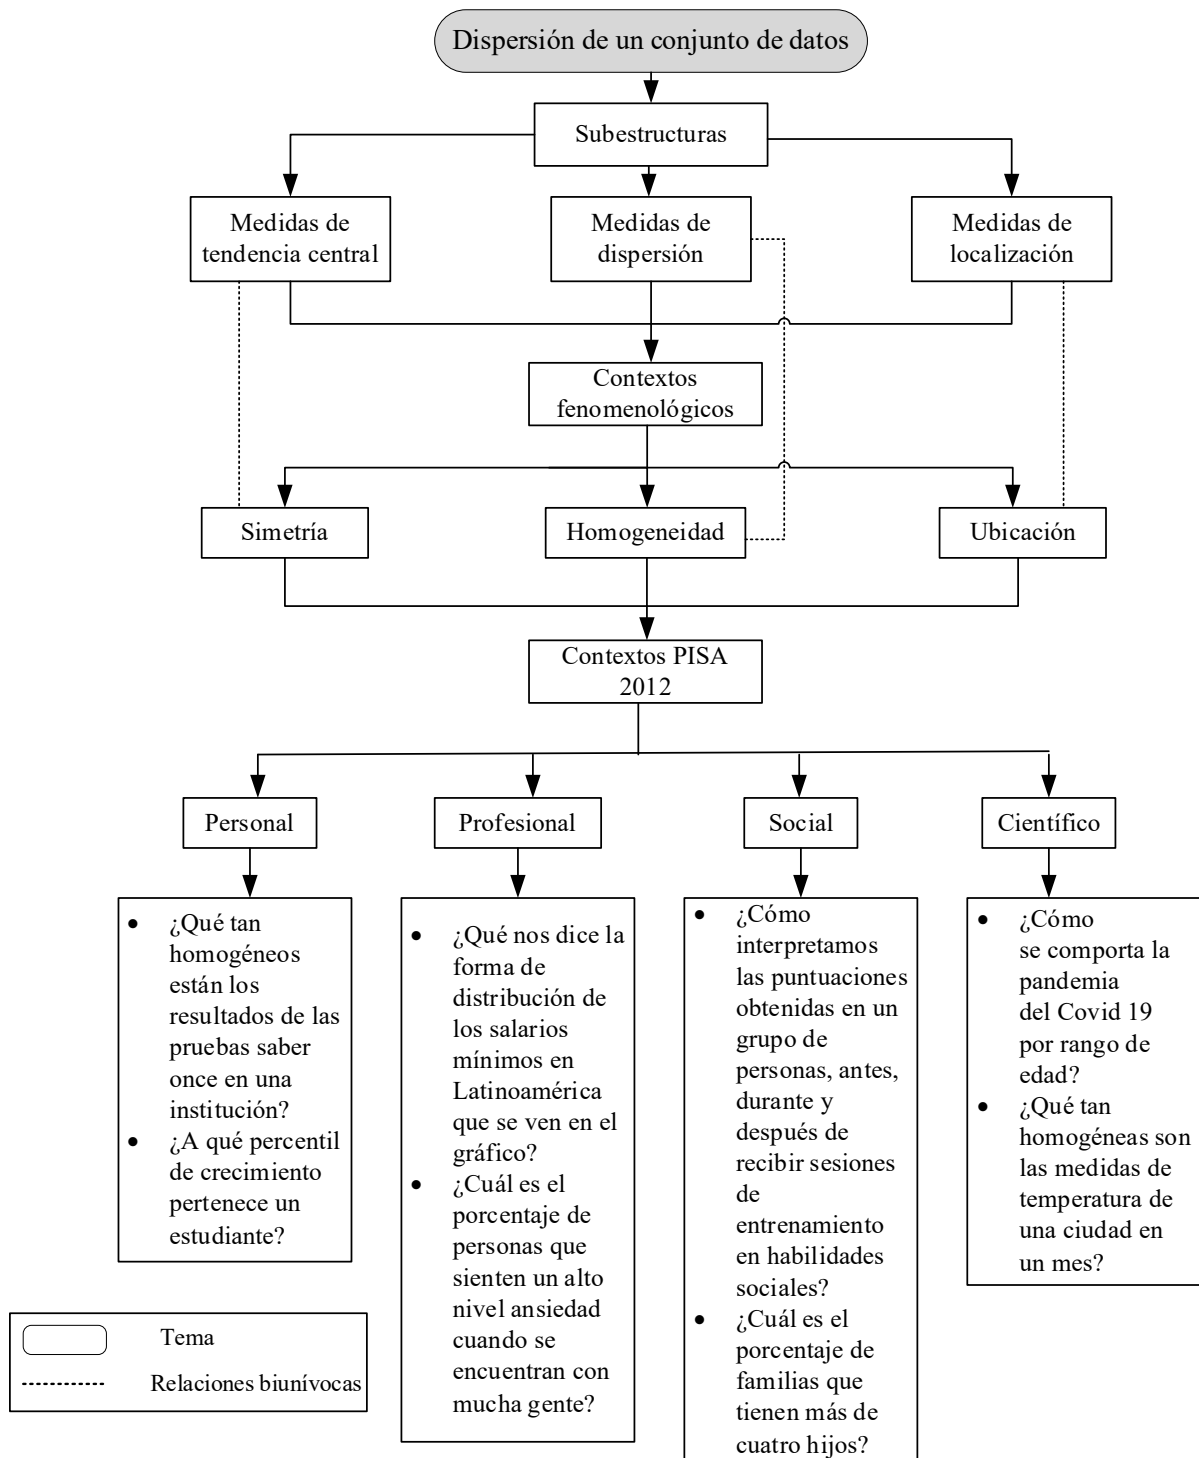 Dispersión de un conjunto de datos
Subestructuras
Medidas de
tendencia central
Medidas de
dispersión
Medidas de
localización
Contextos
fenomenológicos
Simetría
Homogeneidad
Ubicación
Contextos PISA
2012
Personal
Profesional
Social
Científico
• ¿Qué tan
homogéneos
están los
resultados de las
pruebas saber
once en una
institución?
• ¿A qué percentil
de crecimiento
pertenece un
estudiante?
• ¿Qué nos dice la
forma de
distribución de
los salarios
mínimos en
Latinoamérica
que se ven en el
gráfico?
• ¿Cuál es el
porcentaje de
personas que
sienten un alto
nivel ansiedad
cuando se
encuentran con
mucha gente?
• ¿Cómo
interpretamos
las puntuaciones
obtenidas en un
grupo de
personas, antes,
durante y
después de
recibir sesiones
de
entrenamiento
en habilidades
sociales?
• ¿Cuál es el
porcentaje de
familias que
tienen más de
cuatro hijos?
• ¿Cómo
se comporta la
pandemia
del Covid 19
por rango de
edad?
• ¿Qué tan
homogéneas son
las medidas de
temperatura de
una ciudad en
un mes?
Tema
Relaciones biunívocas